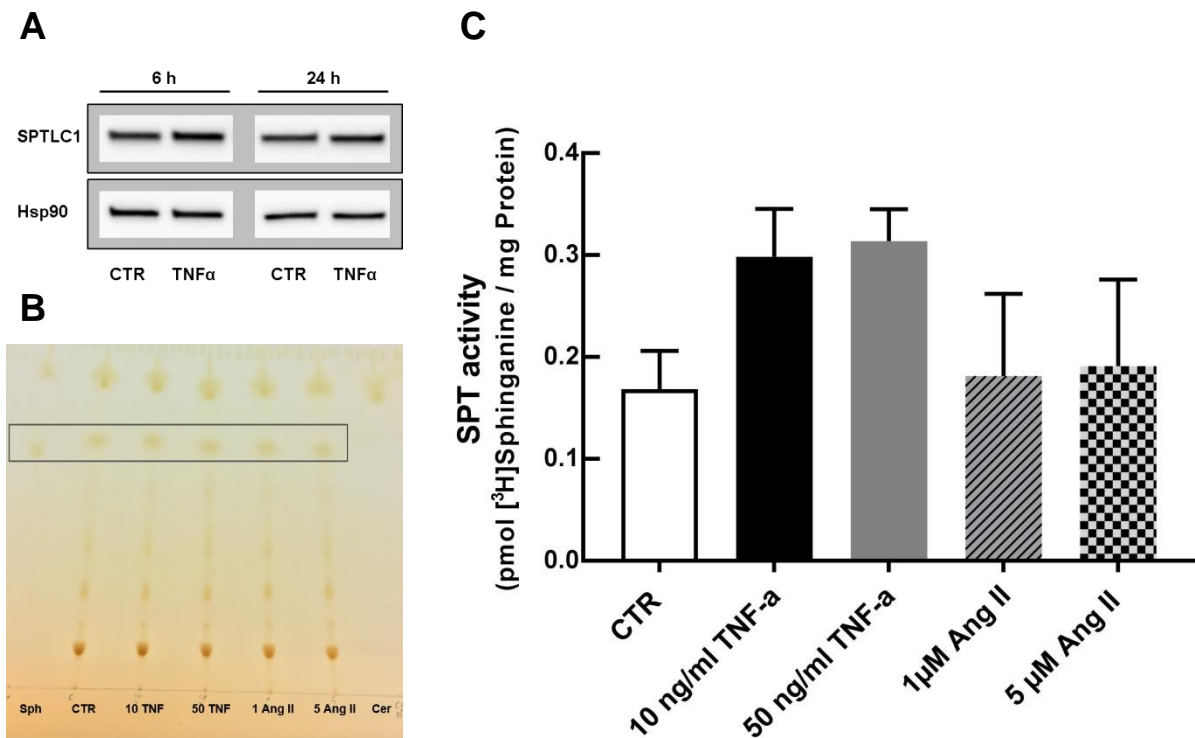 A
6 h 24 h
SPTLC1
Hsp90
CTR TNFα CTR TNFα
B
Sph CTR 10 TNF 50 TNF 1 Ang II 5 Ang II Cer
C
SPT activity
(pmol [³H]Sphinganine / mg Protein)
0.4
0.3
0.2
0.1
0.0
CTR
10 ng/ml TNF-a
50 ng/ml TNF-a
1µM Ang II
5 µM Ang II